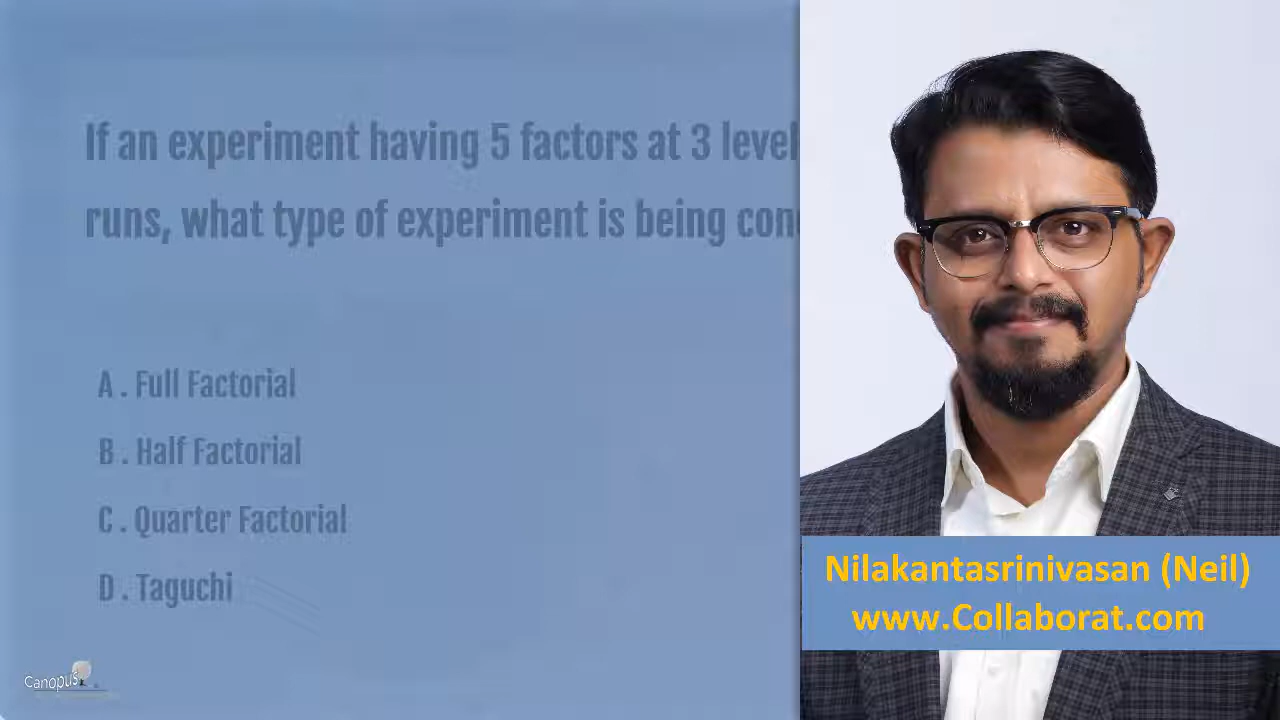 If an experiment having 5 factors at 3 level
runs, what type of experiment is being con
A . Full Factorial
B . Half Factorial
C . Quarter Factorial
D . Taguchi
Canopus
Nilakantasrinivasan (Neil)
www.Collaborat.com